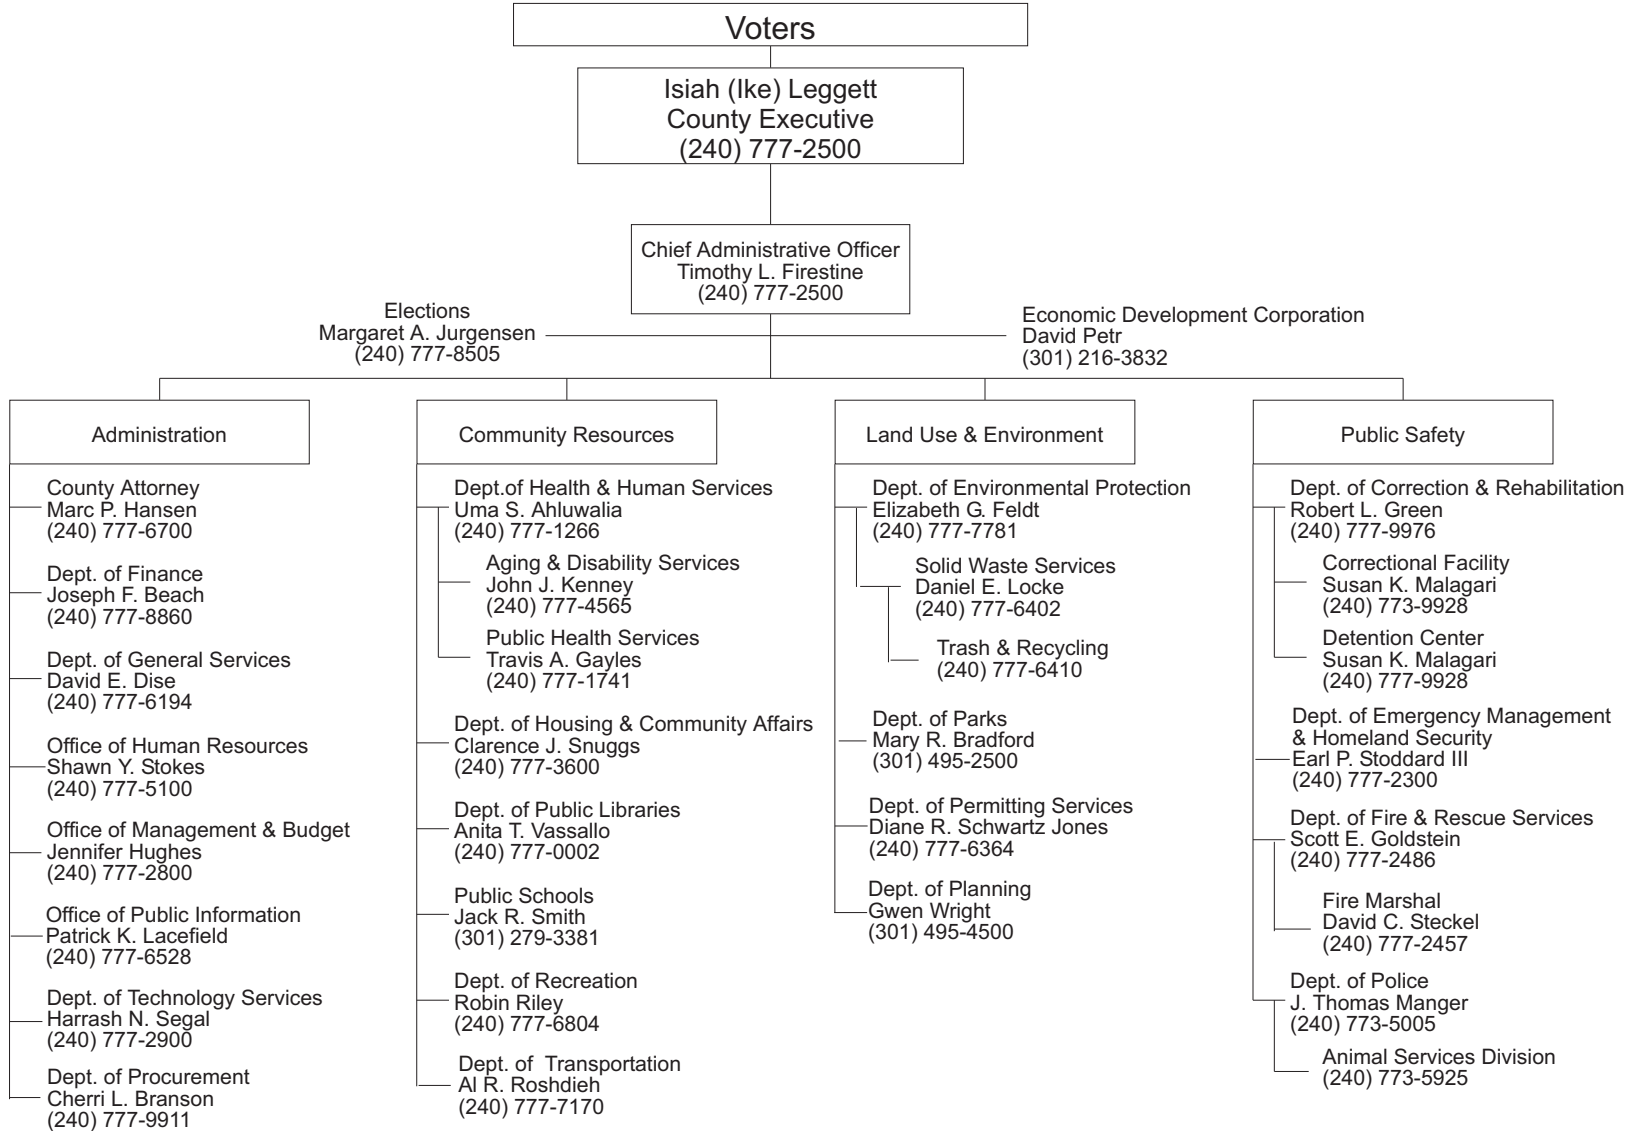 Voters
Isiah (Ike) Leggett
County Executive
(240) 777-2500
Chief Administrative Officer
Timothy L. Firestine
(240) 777-2500
Elections
Margaret A. Jurgensen
(240) 777-8505
Economic Development Corporation
David Petr
(301) 216-3832
Administration
County Attorney
Marc P. Hansen
(240) 777-6700
Dept. of Finance
Joseph F. Beach
(240) 777-8860
Dept. of General Services
David E. Dise
(240) 777-6194
Office of Human Resources
Shawn Y. Stokes
(240) 777-5100
Office of Management & Budget
Jennifer Hughes
(240) 777-2800
Office of Public Information
Patrick K. Lacefield
(240) 777-6528
Dept. of Technology Services
Harrash N. Segal
(240) 777-2900
Dept. of Procurement
Cherri L. Branson
(240) 777-9911
Community Resources
Dept.of Health & Human Services
Uma S. Ahluwalia
(240) 777-1266
Aging & Disability Services
John J. Kenney
(240) 777-4565
Public Health Services
Travis A. Gayles
(240) 777-1741
Dept. of Housing & Community Affairs
Clarence J. Snuggs
(240) 777-3600
Dept. of Public Libraries
Anita T. Vassallo
(240) 777-0002
Public Schools
Jack R. Smith
(301) 279-3381
Dept. of Recreation
Robin Riley
(240) 777-6804
Dept. of  Transportation
Al R. Roshdieh
(240) 777-7170
Land Use & Environment
Dept. of Environmental Protection
Elizabeth G. Feldt
(240) 777-7781
Solid Waste Services
Daniel E. Locke
(240) 777-6402
Trash & Recycling
(240) 777-6410
Dept. of Parks
Mary R. Bradford
(301) 495-2500
Dept. of Permitting Services
Diane R. Schwartz Jones
(240) 777-6364
Dept. of Planning
Gwen Wright
(301) 495-4500
Public Safety
Dept. of Correction & Rehabilitation
Robert L. Green
(240) 777-9976
Correctional Facility
Susan K. Malagari
(240) 773-9928
Detention Center
Susan K. Malagari
(240) 777-9928
Dept. of Emergency Management
& Homeland Security
Earl P. Stoddard III
(240) 777-2300
Dept. of Fire & Rescue Services
Scott E. Goldstein
(240) 777-2486
Fire Marshal
David C. Steckel
(240) 777-2457
Dept. of Police
J. Thomas Manger
(240) 773-5005
Animal Services Division
(240) 773-5925